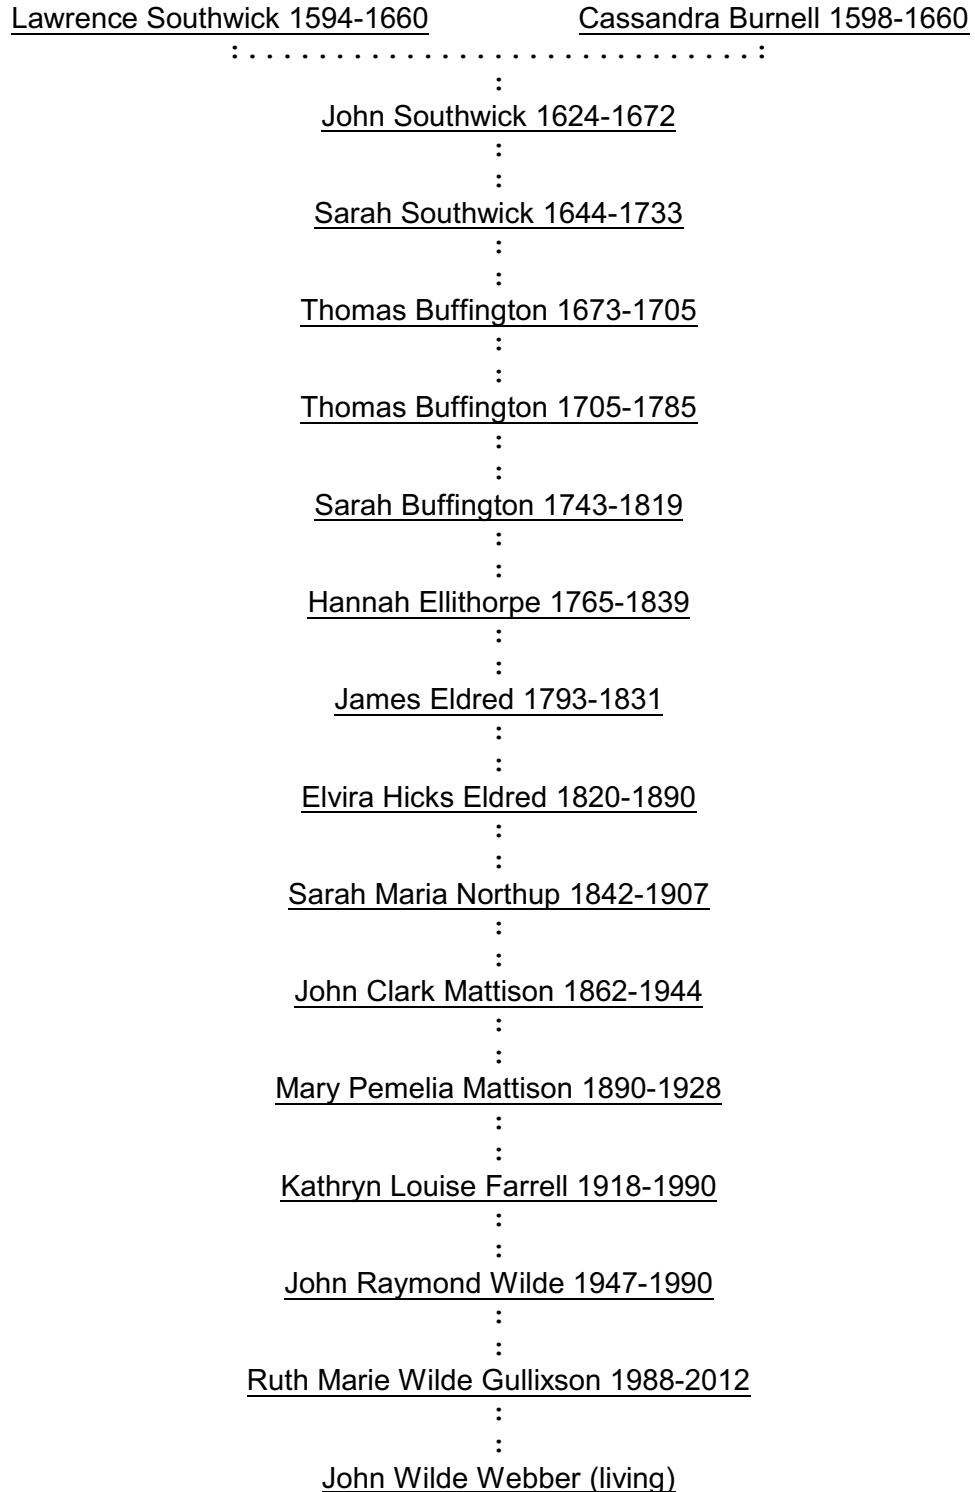 Lawrence Southwick 1594-1660 Cassandra Burnell 1598-1660
:. . . . . . . . . . . . . . . . . . . . . . . . . . . . .:
:
John Southwick 1624-1672
:
:
Sarah Southwick 1644-1733
:
:
Thomas Buffington 1673-1705
:
:
Thomas Buffington 1705-1785
:
:
Sarah Buffington 1743-1819
:
:
Hannah Ellithorpe 1765-1839
:
:
James Eldred 1793-1831
:
:
Elvira Hicks Eldred 1820-1890
:
:
Sarah Maria Northup 1842-1907
:
:
John Clark Mattison 1862-1944
:
:
Mary Pemelia Mattison 1890-1928
:
:
Kathryn Louise Farrell 1918-1990
:
:
John Raymond Wilde 1947-1990
:
:
Ruth Marie Wilde Gullixson 1988-2012
:
:
John Wilde Webber (living)